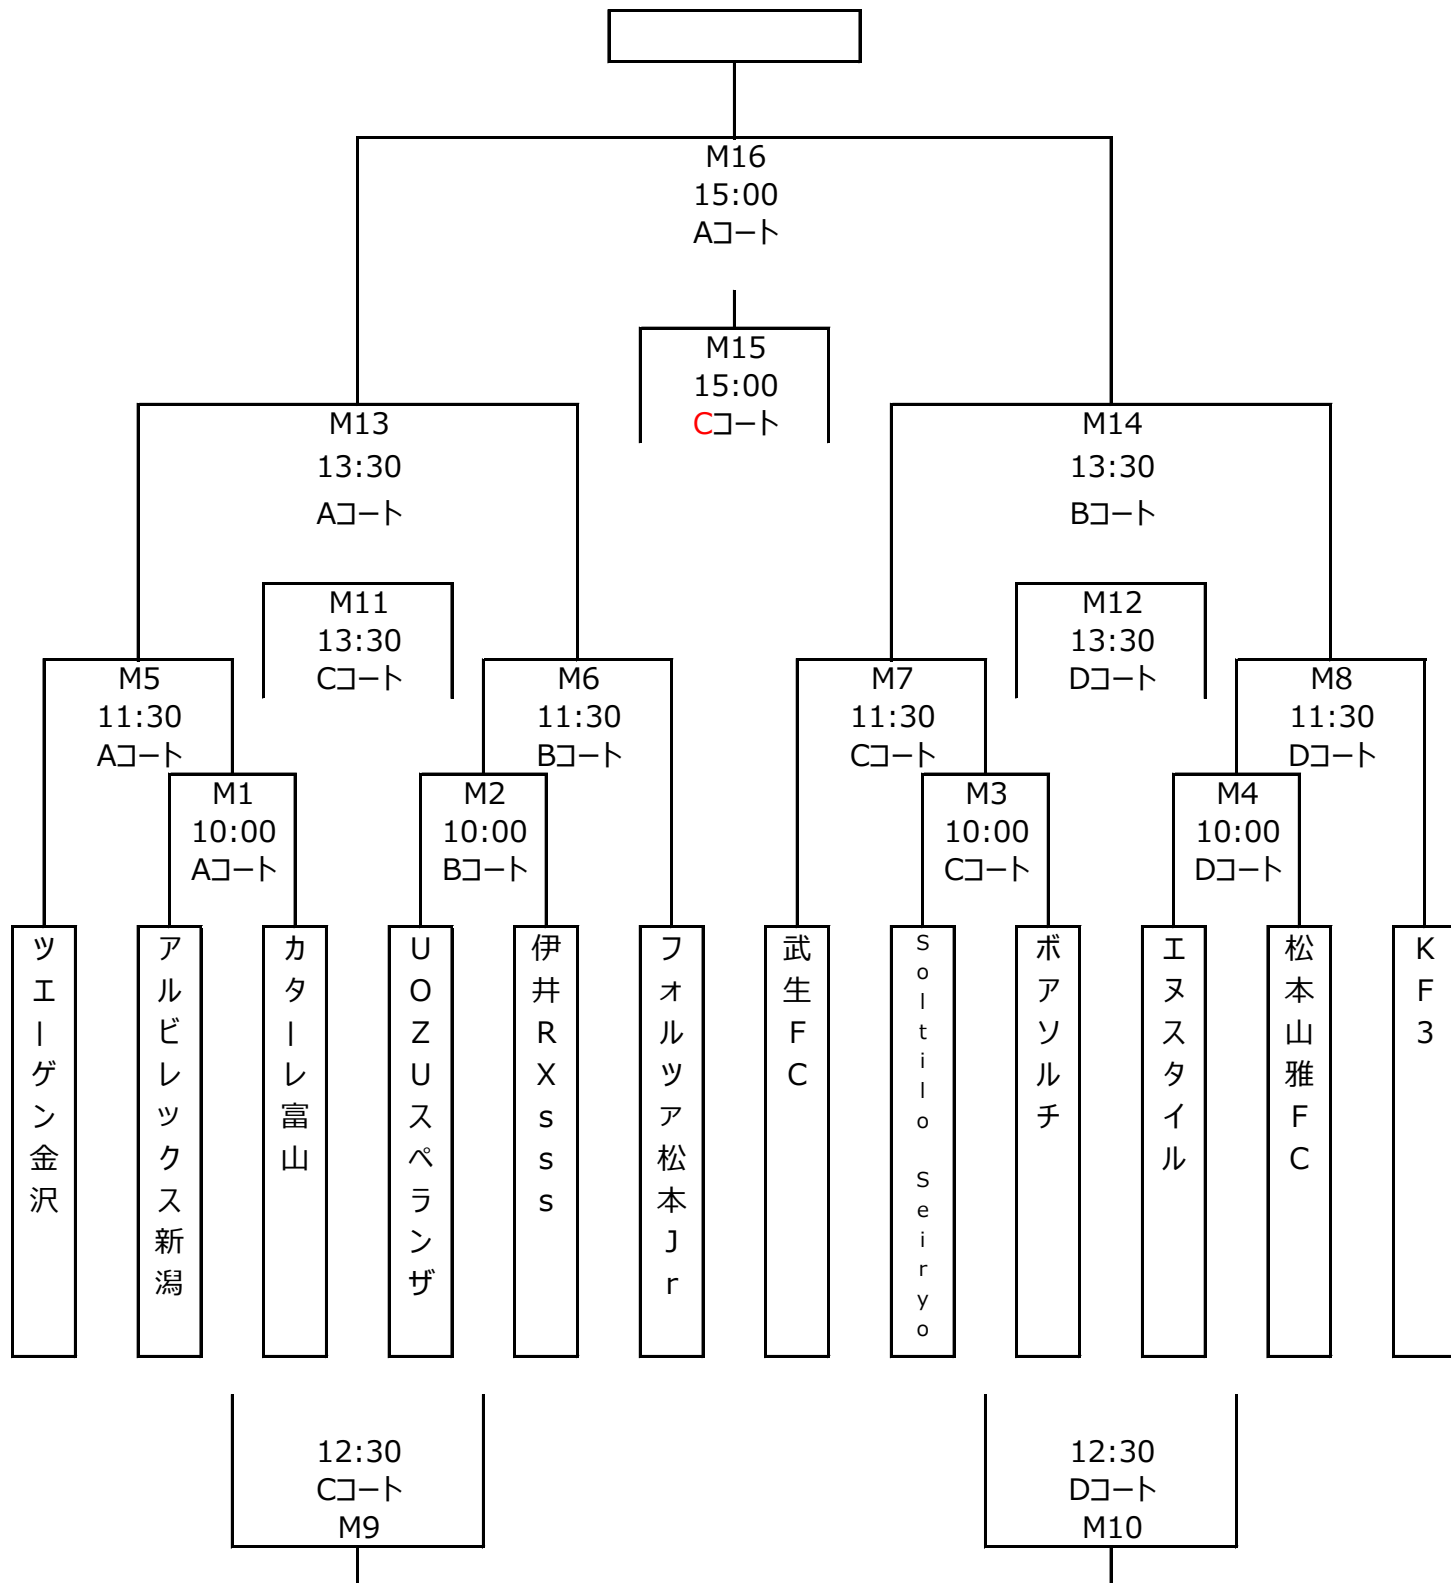 M16
15:00
Aコート
M15
15:00
Cコート
M13
13:30
Aコート
M14
13:30
Bコート
M11
13:30
Cコート
M12
13:30
Dコート
M5
11:30
Aコート
M6
11:30
Bコート
M7
11:30
Cコート
M8
11:30
Dコート
M1
10:00
Aコート
M2
10:00
Bコート
M3
10:00
Cコート
M4
10:00
Dコート
ツエーゲン金沢
アルビレックス新潟
カターレ富山
UOZUスペランザ
伊井RXsss
フォルツァ松本Jr
武生FC
Soltilo Seiryo
ボアソルチ
エヌスタイル
松本山雅FC
KF3
12:30
Cコート
M9
12:30
Dコート
M10